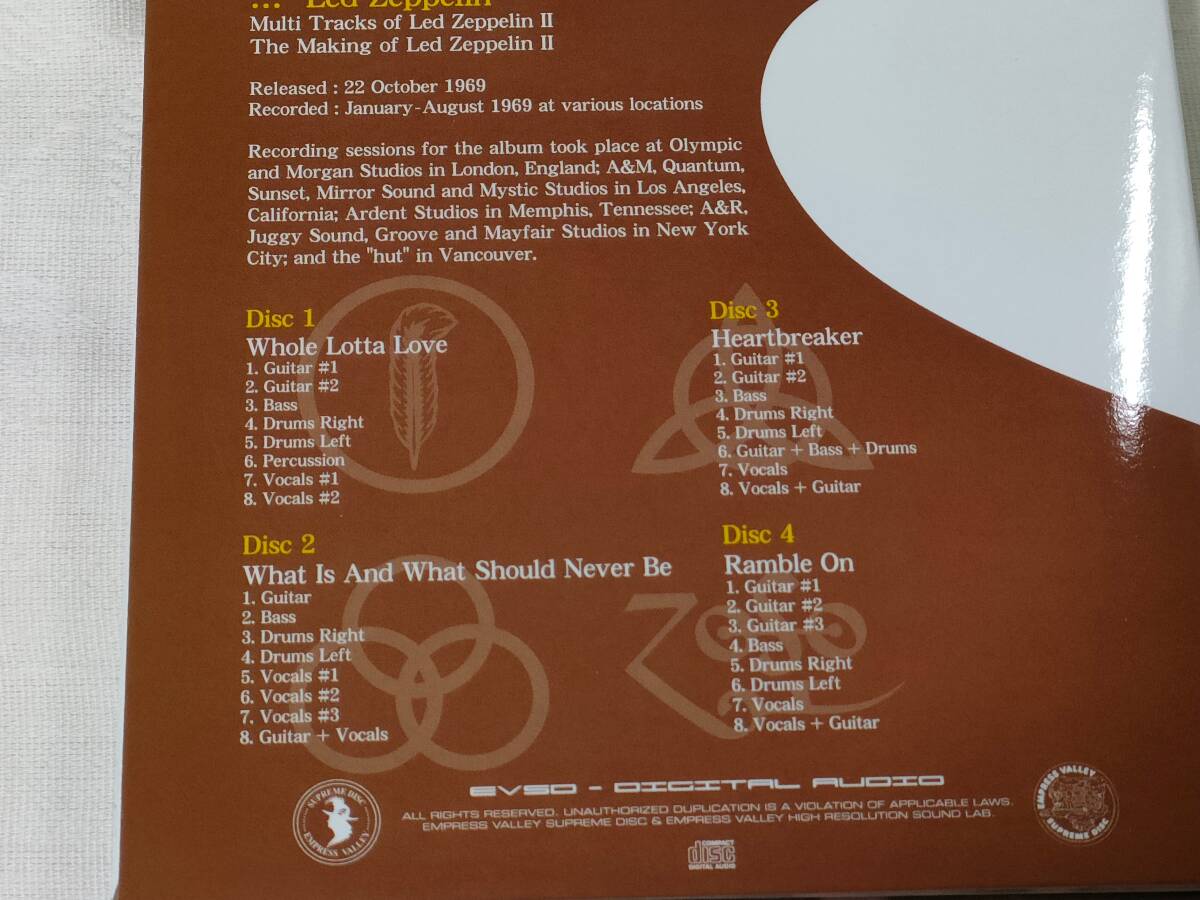 ... Led Zeppelin
Multi Tracks of Led Zeppelin II
The Making of Led Zeppelin II
Released : 22 October 1969
Recorded : January-August 1969 at various locations
Recording sessions for the album took place at Olympic
and Morgan Studios in London, England; A&M, Quantum,
Sunset, Mirror Sound and Mystic Studios in Los Angeles,
California; Ardent Studios in Memphis, Tennessee; A&R,
Juggy Sound, Groove and Mayfair Studios in New York
City; and the "hut" in Vancouver.
Disc 1
Whole Lotta Love
1. Guitar #1
2. Guitar #2
3. Bass
4. Drums Right
5. Drums Left
6. Percussion
7. Vocals #1
8. Vocals #2
Disc 2
What Is And What Should Never Be
1. Guitar
2. Bass
3. Drums Right
4. Drums Left
5. Vocals #1
6. Vocals #2
7. Vocals #3
8. Guitar + Vocals
Disc 3
Heartbreaker
1. Guitar #1
2. Guitar #2
3. Bass
4. Drums Right
5. Drums Left
6. Guitar + Bass + Drums
7. Vocals
8. Vocals + Guitar
Disc 4
Ramble On
1. Guitar #1
2. Guitar #2
3. Guitar #3
4. Bass
5. Drums Right
6. Drums Left
7. Vocals
8. Vocals + Guitar
SUPREME DISC
EMPRESS VALLEY
EVSD - DIGITAL AUDIO
ALL RIGHTS RESERVED. UNAUTHORIZED DUPLICATION IS A VIOLATION OF APPLICABLE LAWS.
EMPRESS VALLEY SUPREME DISC & EMPRESS VALLEY HIGH RESOLUTION SOUND LAB.
COMPACT
disc
DIGITAL AUDIO
EMPRESS VALLEY
SUPREME DISC